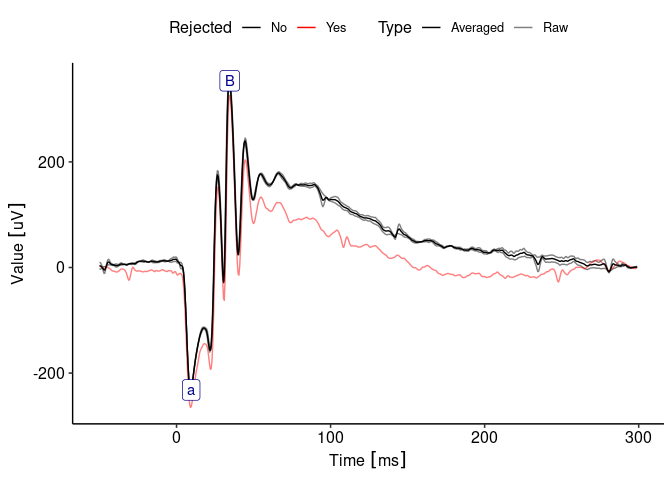 Rejected No Yes Type Averaged Raw
B
200
0
-200
Value [uV]
a
0 100 200 300
Time [ms]